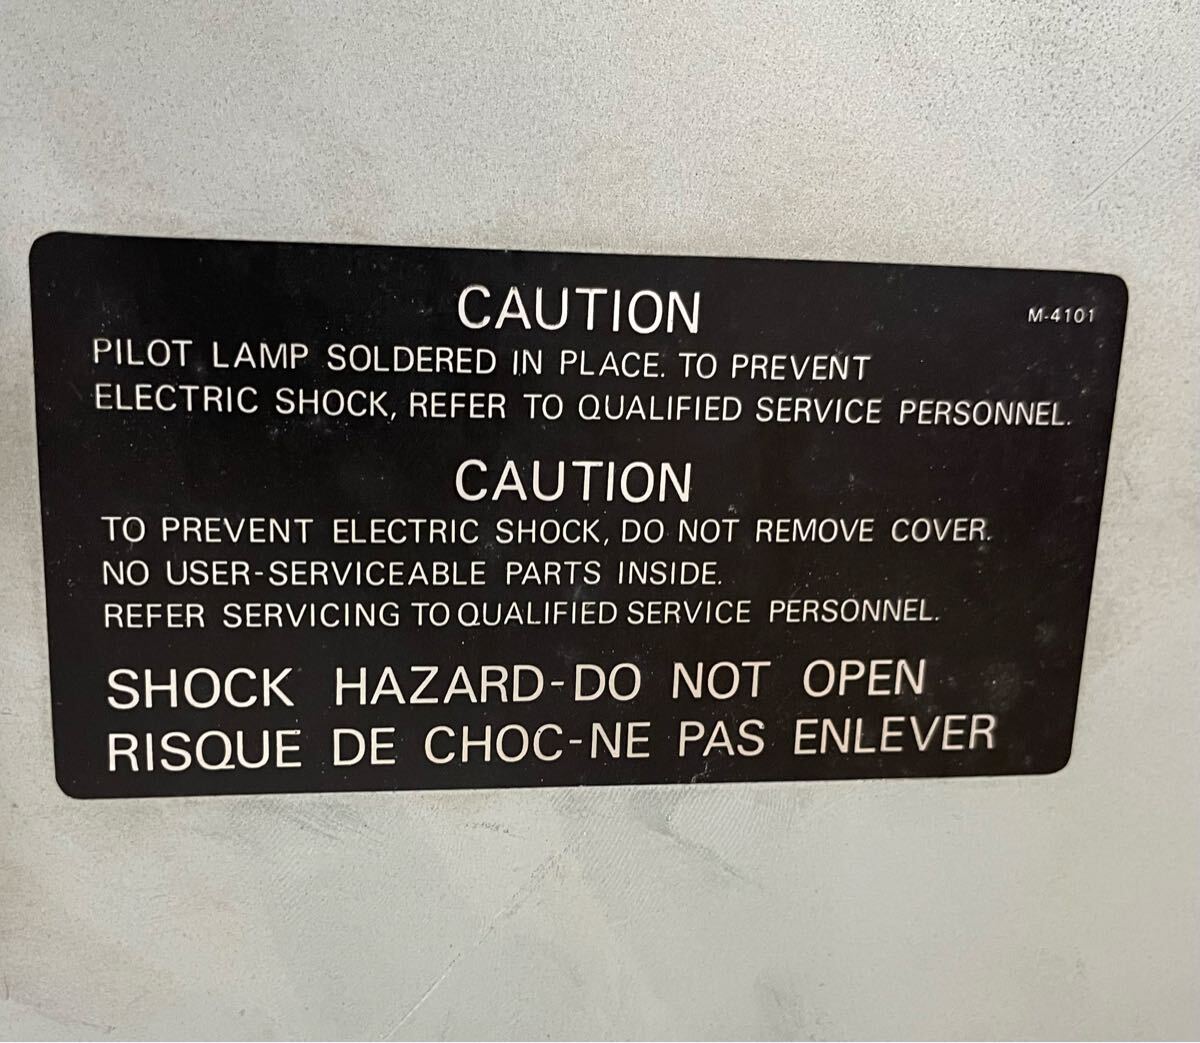 CAUTION
M-4101
PILOT LAMP SOLDERED IN PLACE. TO PREVENT
ELECTRIC SHOCK, REFER TO QUALIFIED SERVICE PERSONNEL.
CAUTION
TO PREVENT ELECTRIC SHOCK, DO NOT REMOVE COVER.
NO USER-SERVICEABLE PARTS INSIDE.
REFER SERVICING TO QUALIFIED SERVICE PERSONNEL.
SHOCK HAZARD-DO NOT OPEN
RISQUE DE CHOC-NE PAS ENLEVER